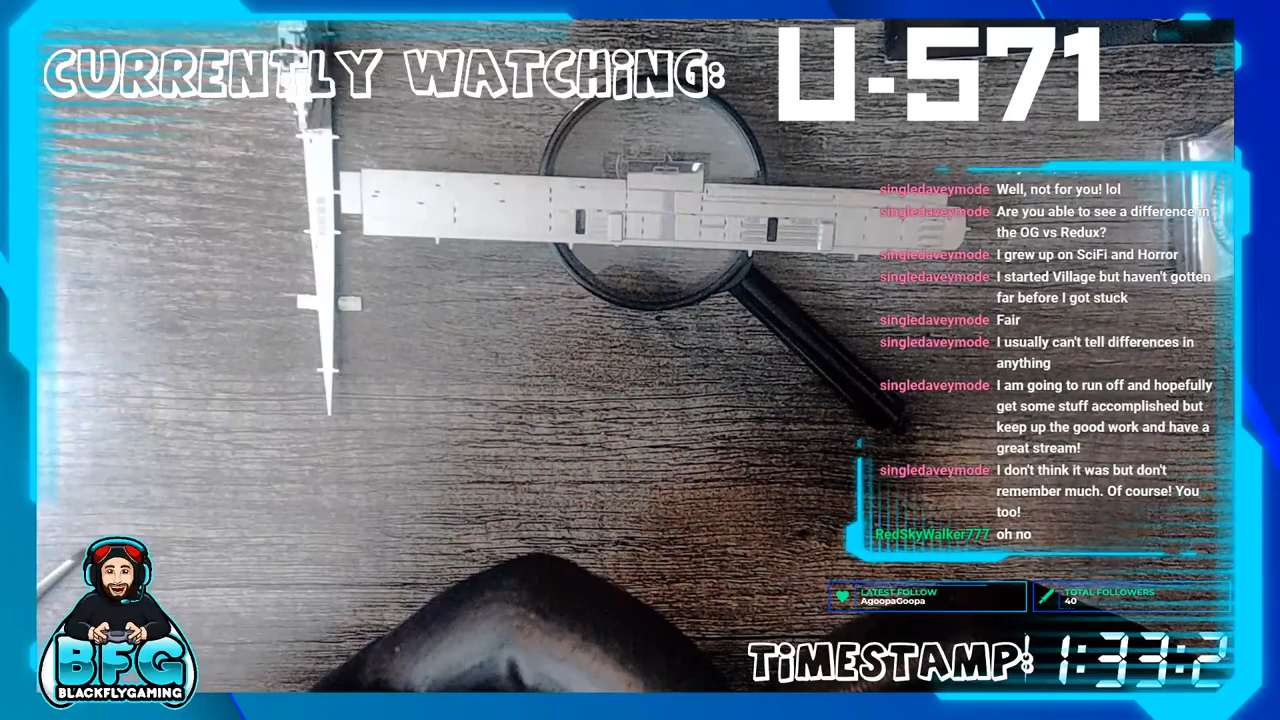 CURRENTLY WATCHING:
U-571
singledaveymode Well, not for you! lol
singledaveymode Are you able to see a difference in
the OG vs Redux?
singledaveymode I grew up on SciFi and Horror
singledaveymode I started Village but haven't gotten
far before I got stuck
singledaveymode Fair
singledaveymode I usually can't tell differences in
anything
singledaveymode I am going to run off and hopefully
get some stuff accomplished but
keep up the good work and have a
great stream!
singledaveymode I don't think it was but don't
remember much. Of course! You
too!
RedSkyWalker777 oh no
LATEST FOLLOW
AgoopaGoopa
TOTAL FOLLOWERS
40
TIMESTAMP: 1:33:2
BFG
BLACKFLYGAMING